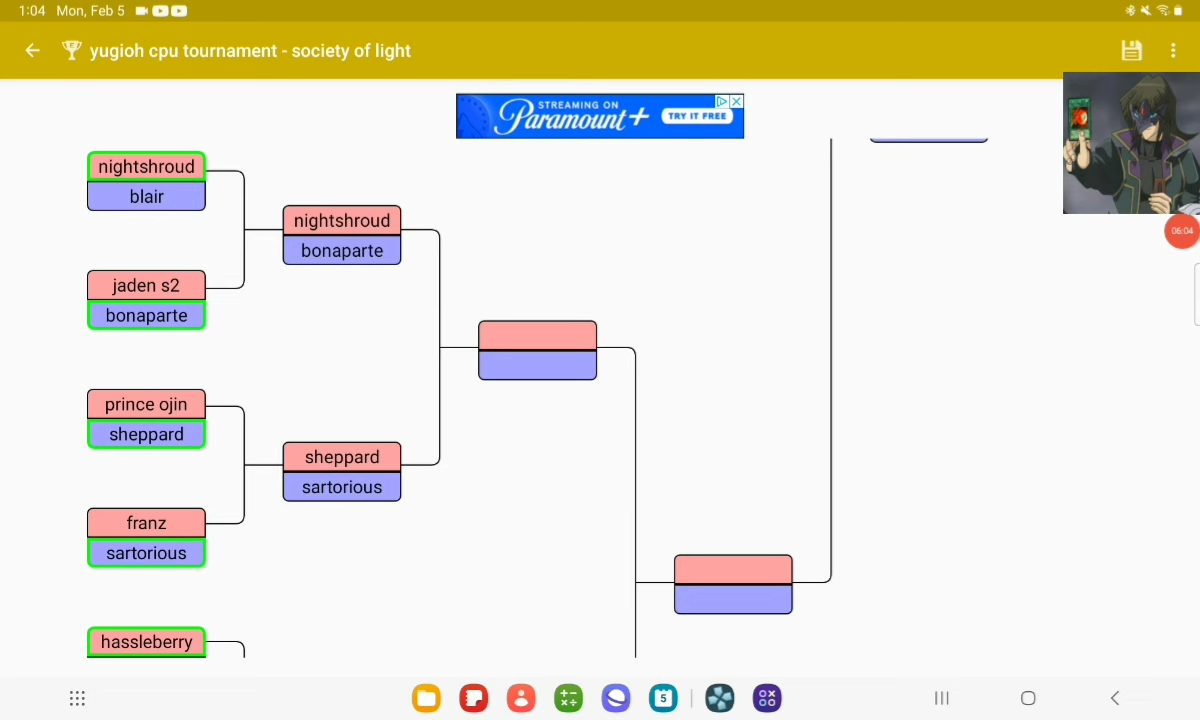 1:04 Mon, Feb 5
yugioh cpu tournament - society of light
STREAMING ON
Paramount+
TRY IT FREE
nightshroud
blair
nightshroud
bonaparte
jaden s2
bonaparte
prince ojin
sheppard
sheppard
sartorious
franz
sartorious
hassleberry
06:04
5